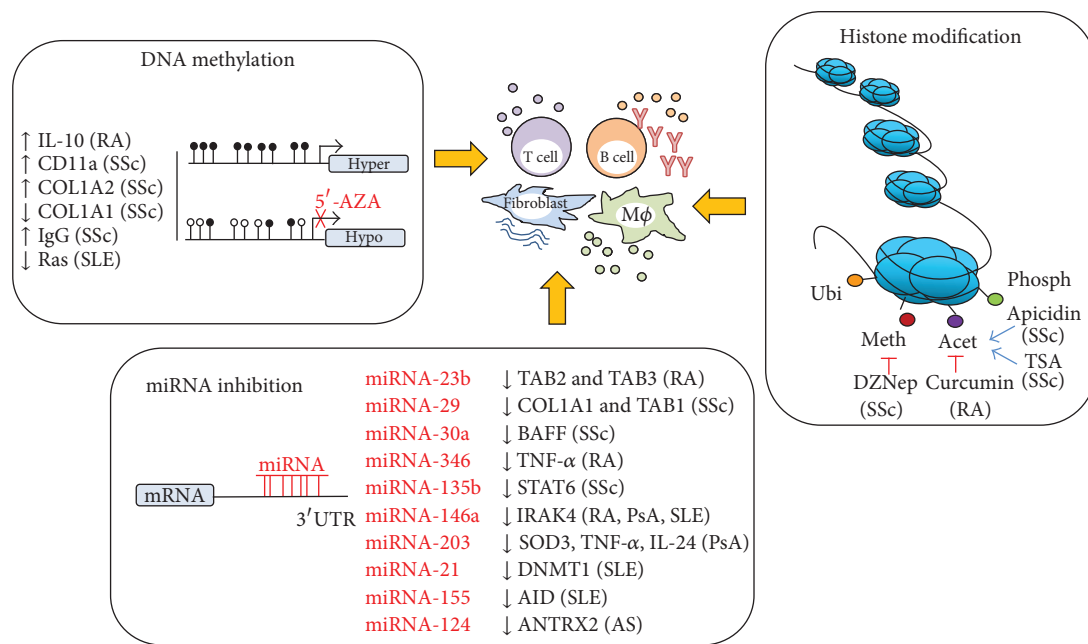 DNA methylation
↑ IL-10 (RA)
↑ CD11a (SSc)
↑ COL1A2 (SSc)
↓ COL1A1 (SSc)
↑ IgG (SSc)
↓ Ras (SLE)
Hyper
5′-AZA
Hypo
T cell
B cell
Fibroblast
Mϕ
Histone modification
Ubi
Phosph
Meth
Acet
Apicidin
(SSc)
TSA
(SSc)
DZNep
(SSc)
Curcumin
(RA)
miRNA inhibition
miRNA
mRNA
3′UTR
miRNA-23b ↓ TAB2 and TAB3 (RA)
miRNA-29 ↓ COL1A1 and TAB1 (SSc)
miRNA-30a ↓ BAFF (SSc)
miRNA-346 ↓ TNF-α (RA)
miRNA-135b ↓ STAT6 (SSc)
miRNA-146a ↓ IRAK4 (RA, PsA, SLE)
miRNA-203 ↓ SOD3, TNF-α, IL-24 (PsA)
miRNA-21 ↓ DNMT1 (SLE)
miRNA-155 ↓ AID (SLE)
miRNA-124 ↓ ANTRX2 (AS)